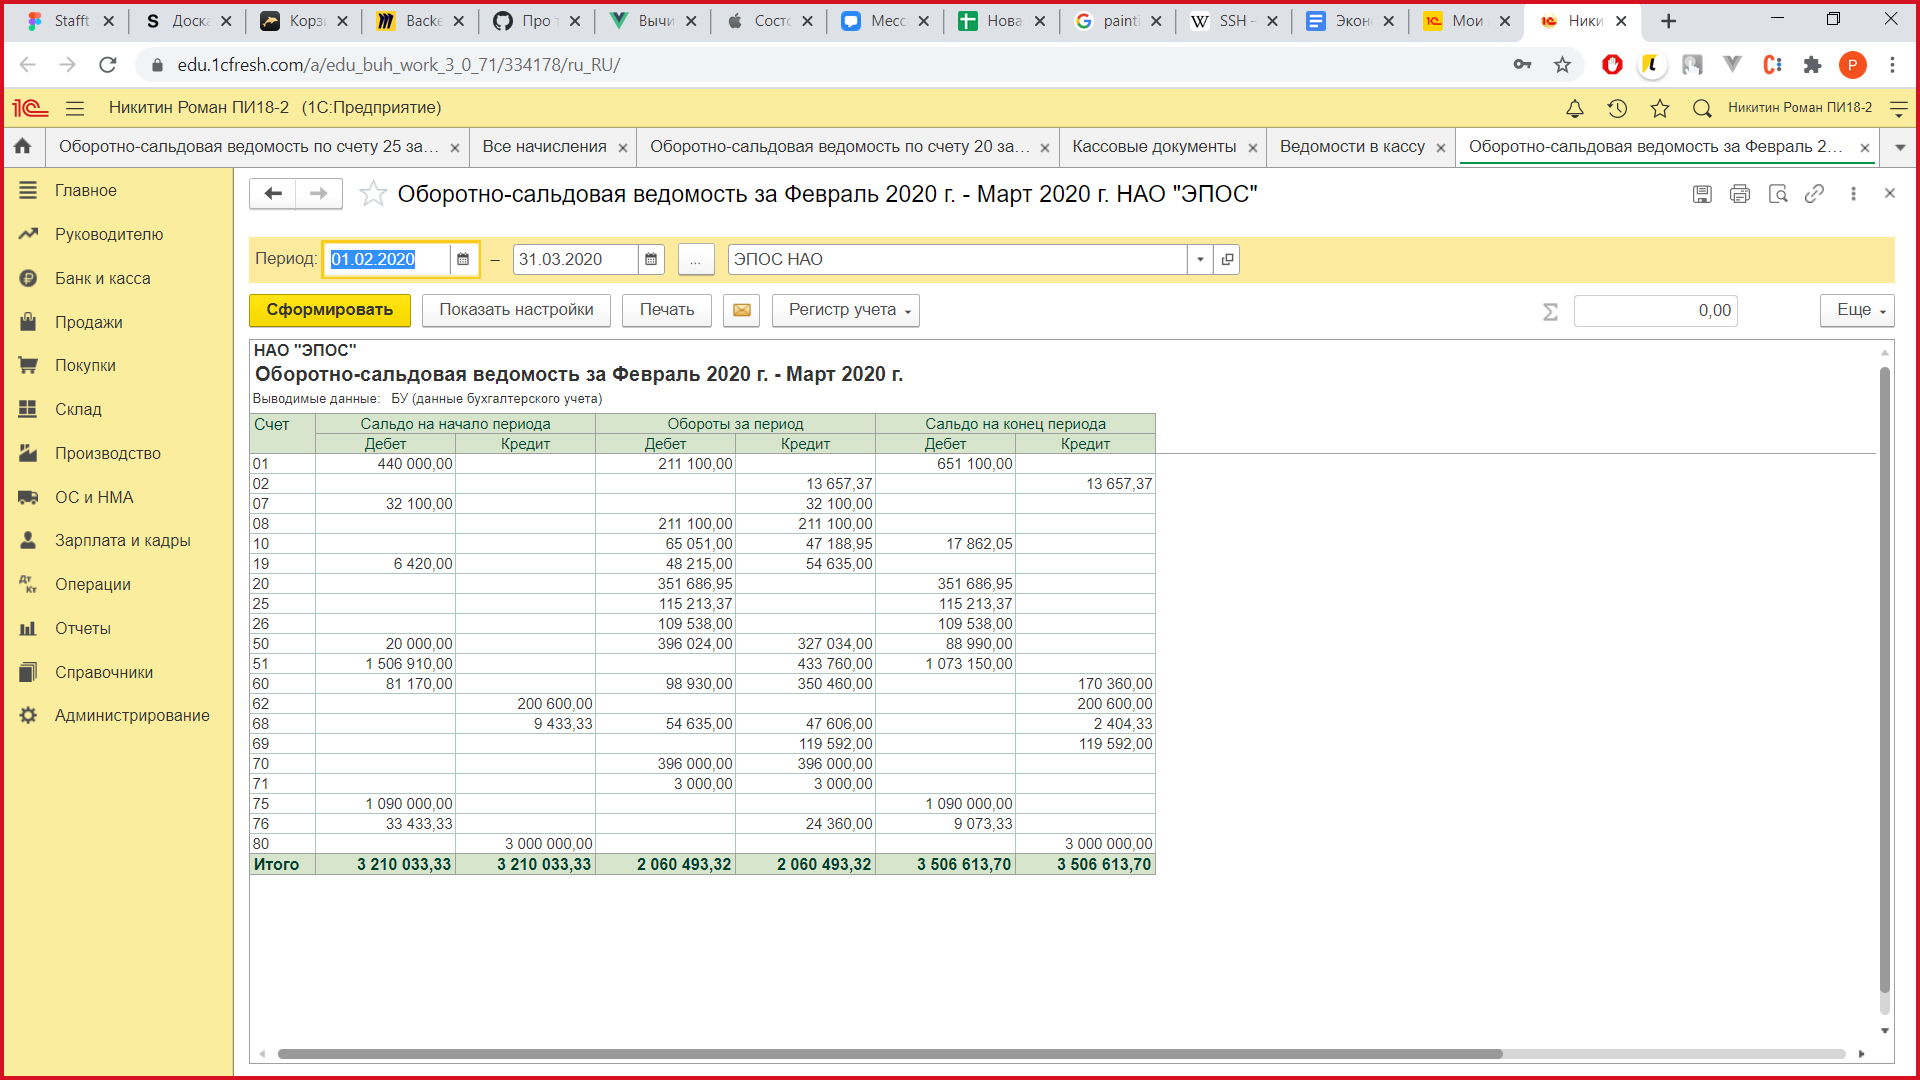 Stafft
Доска
Корзи
Backe
Про т
Вычи
Состо
Месс
Нова
painti
SSH –
Экон
Мои
Ники
edu.1cfresh.com/a/edu_buh_work_3_0_71/334178/ru_RU/
P
Никитин Роман ПИ18-2 (1С:Предприятие)
Никитин Роман ПИ18-2
Оборотно-сальдовая ведомость по счету 25 за...
Все начисления
Оборотно-сальдовая ведомость по счету 20 за...
Кассовые документы
Ведомости в кассу
Оборотно-сальдовая ведомость за Февраль 2...
Главное
Руководителю
Банк и касса
Продажи
Покупки
Склад
Производство
ОС и НМА
Зарплата и кадры
Операции
Отчеты
Справочники
Администрирование
Оборотно-сальдовая ведомость за Февраль 2020 г. - Март 2020 г. НАО "ЭПОС"
Период: 01.02.2020 – 31.03.2020 ... ЭПОС НАО
Сформировать Показать настройки Печать Регистр учета Σ 0,00 Еще
НАО "ЭПОС"
Оборотно-сальдовая ведомость за Февраль 2020 г. - Март 2020 г.
Выводимые данные: БУ (данные бухгалтерского учета)
Счет Сальдо на начало периода Обороты за период Сальдо на конец периода
Дебет Кредит Дебет Кредит Дебет Кредит
01 440 000,00 211 100,00 651 100,00
02 13 657,37 13 657,37
07 32 100,00 32 100,00
08 211 100,00 211 100,00
10 65 051,00 47 188,95 17 862,05
19 6 420,00 48 215,00 54 635,00
20 351 686,95 351 686,95
25 115 213,37 115 213,37
26 109 538,00 109 538,00
50 20 000,00 396 024,00 327 034,00 88 990,00
51 1 506 910,00 433 760,00 1 073 150,00
60 81 170,00 98 930,00 350 460,00 170 360,00
62 200 600,00 200 600,00
68 9 433,33 54 635,00 47 606,00 2 404,33
69 119 592,00 119 592,00
70 396 000,00 396 000,00
71 3 000,00 3 000,00
75 1 090 000,00 1 090 000,00
76 33 433,33 24 360,00 9 073,33
80 3 000 000,00 3 000 000,00
Итого 3 210 033,33 3 210 033,33 2 060 493,32 2 060 493,32 3 506 613,70 3 506 613,70